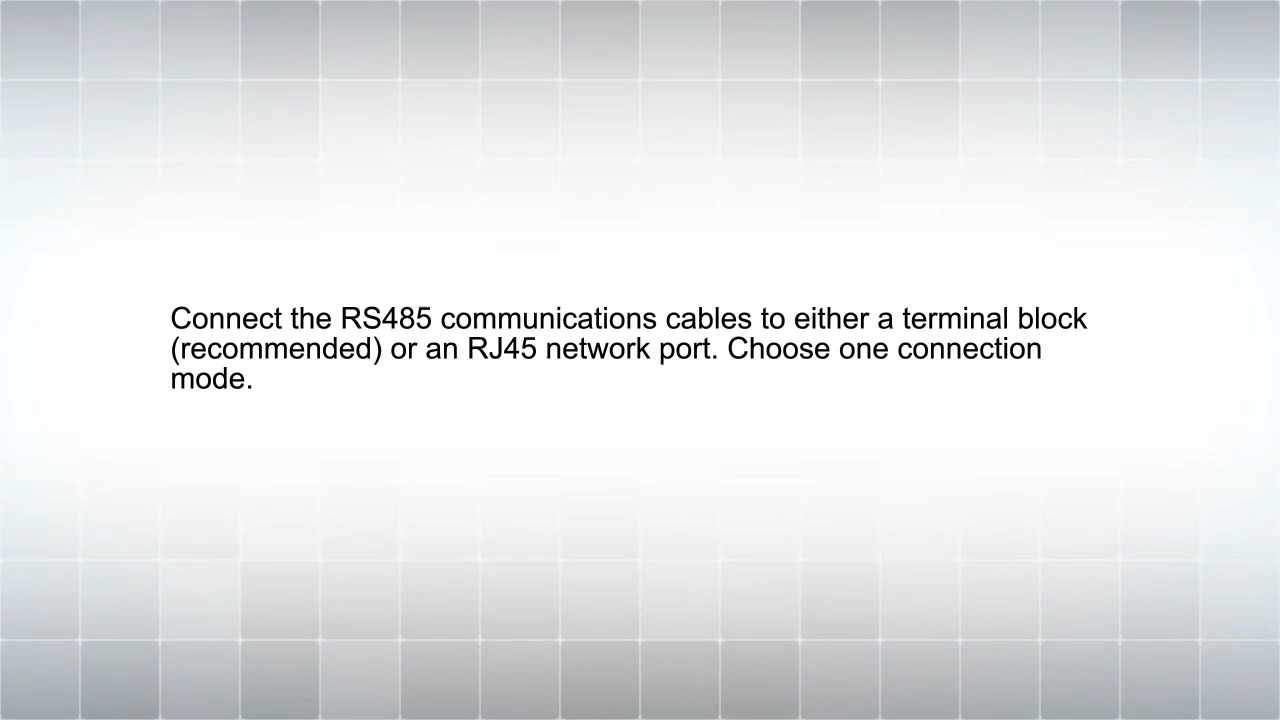 Connect the RS485 communications cables to either a terminal block
(recommended) or an RJ45 network port. Choose one connection
mode.